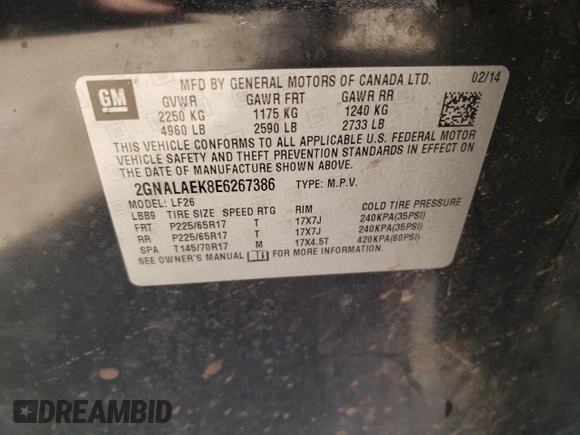 GM
MFD BY GENERAL MOTORS OF CANADA LTD. 02/14
GVWR GAWR FRT GAWR RR
2250 KG 1175 KG 1240 KG
4960 LB 2590 LB 2733 LB
THIS VEHICLE CONFORMS TO ALL APPLICABLE U.S. FEDERAL MOTOR
VEHICLE SAFETY AND THEFT PREVENTION STANDARDS IN EFFECT ON
THE DATE OF MANUFACTURE SHOWN ABOVE.
2GNALAEK8E6267386 TYPE: M.P.V.
MODEL: LF26
LBB9 TIRE SIZE SPEED RTG RIM COLD TIRE PRESSURE
FRT P225/65R17 T 17X7J 240KPA(35PSI)
RR P225/65R17 T 17X7J 240KPA(35PSI)
SPA T145/70R17 M 17X4.5T 420KPA(60PSI)
SEE OWNER'S MANUAL FOR MORE INFORMATION.
DREAMBID